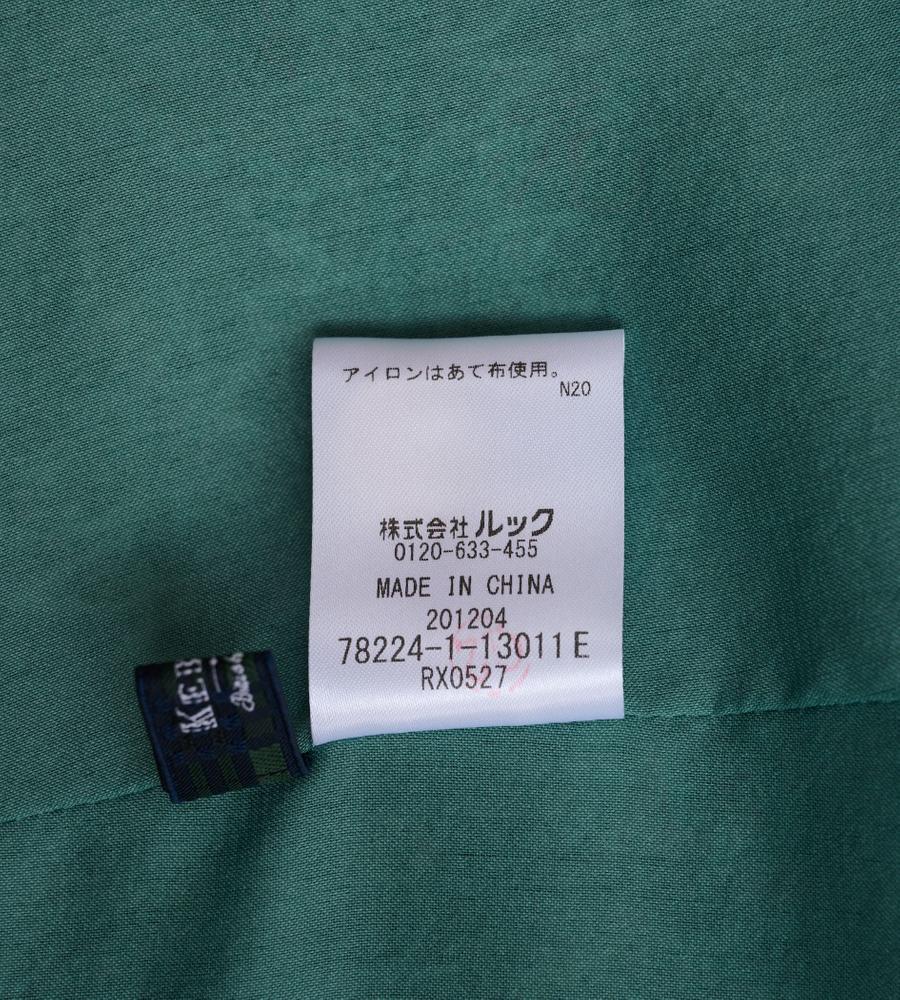 アイロンはあて布使用。
N20
株式会社ルック
0120-633-455
MADE IN CHINA
201204
78224-1-13011E
RX0527